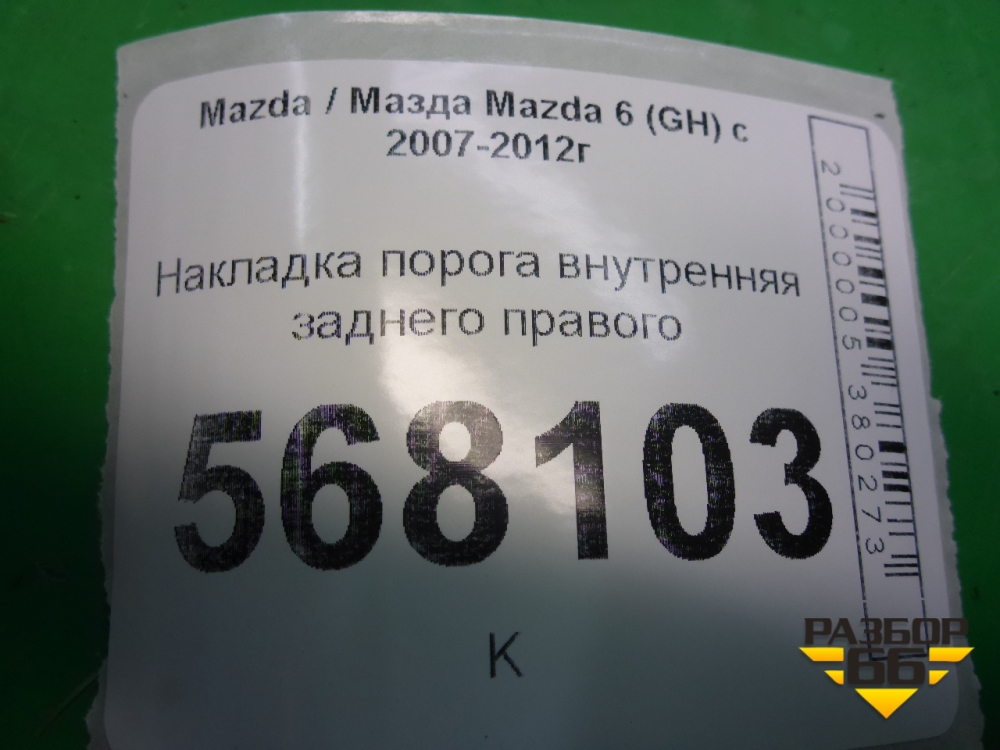 Mazda / Мазда Mazda 6 (GH) с
2007-2012г
Накладка порога внутренняя
заднего правого
568103
К
2000005380273
РАЗБОР
66